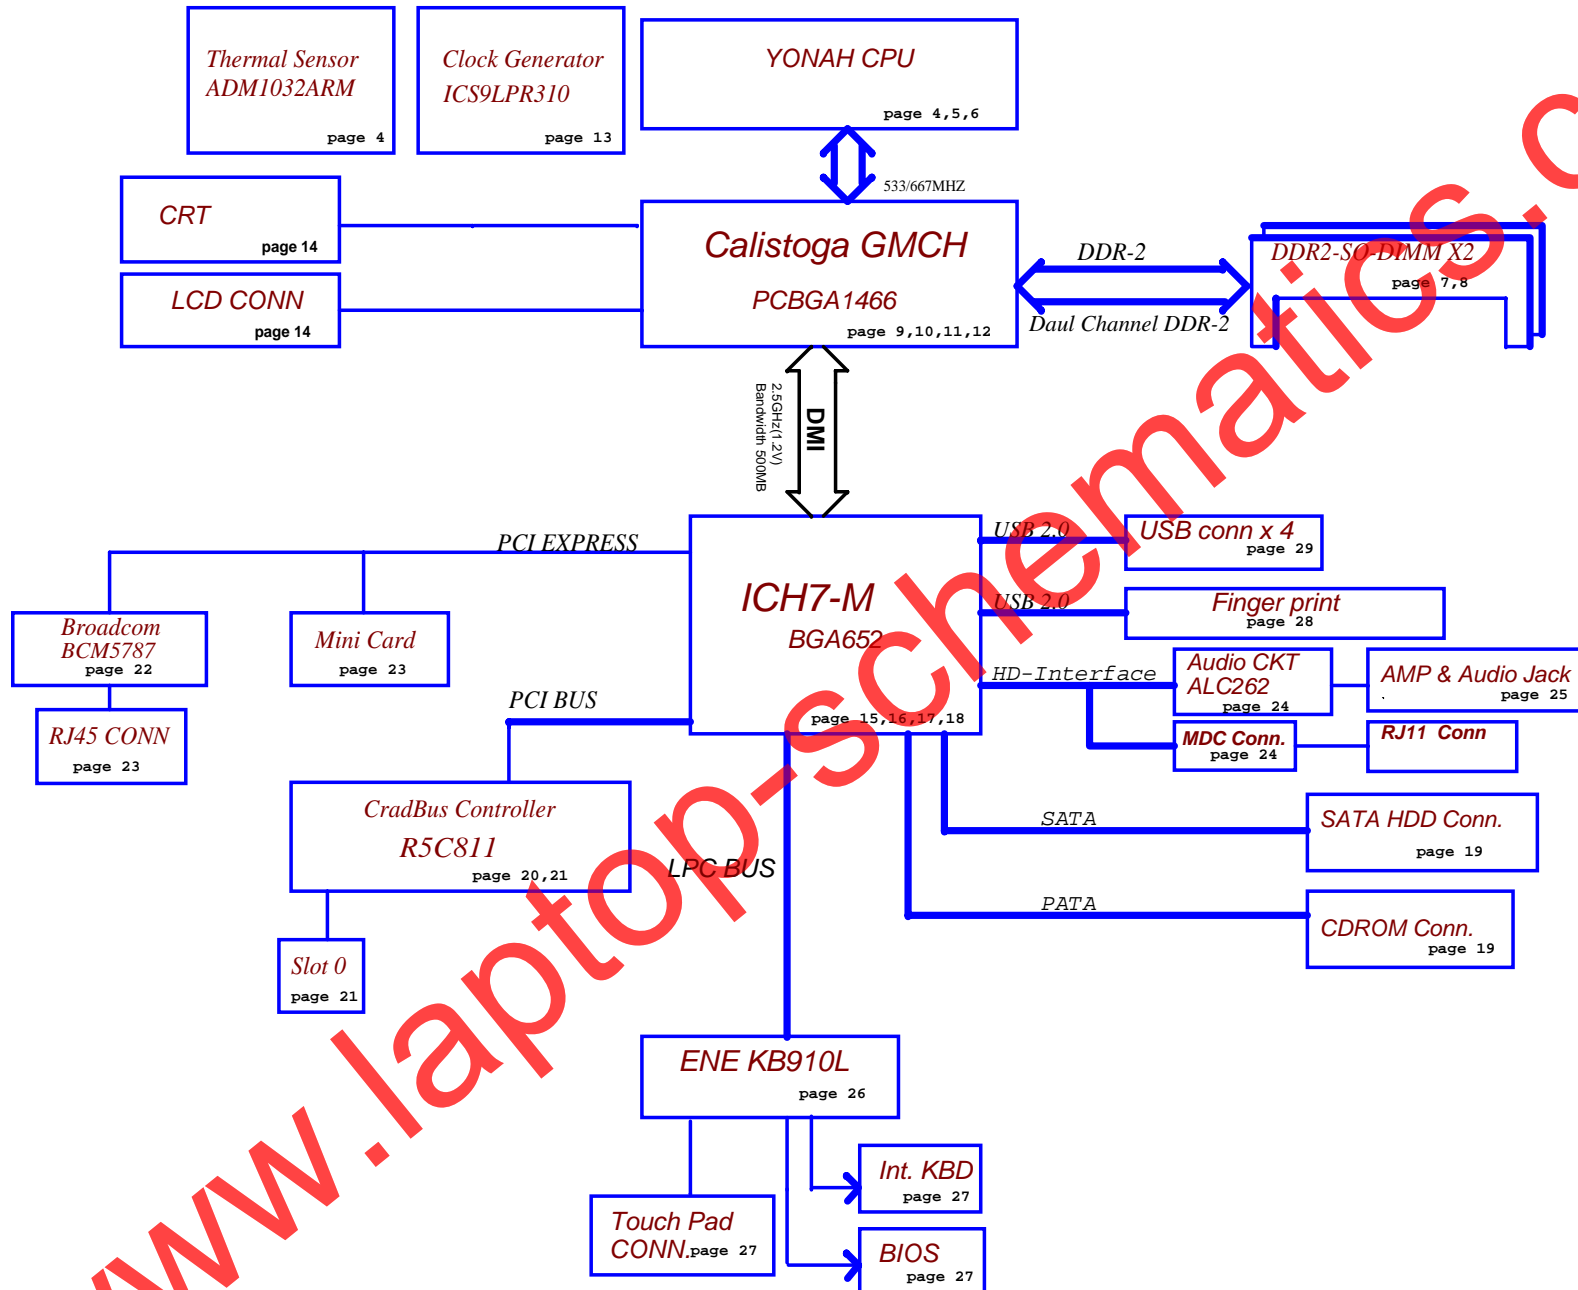 Thermal Sensor
ADM1032ARM
page 4
Clock Generator
ICS9LPR310
page 13
YONAH CPU
page 4,5,6
533/667MHZ
CRT
page 14
LCD CONN
page 14
Calistoga GMCH
PCBGA1466
page 9,10,11,12
DDR-2
Daul Channel DDR-2
DDR2-SO-DIMM X2
page 7,8
DMI
2.5GHz(1.2V)
Bandwidth 500MB
PCI EXPRESS
ICH7-M
BGA652
page 15,16,17,18
USB 2.0
USB conn x 4
page 29
USB 2.0
Finger print
page 28
Broadcom
BCM5787
page 22
Mini Card
page 23
HD-Interface
Audio CKT
ALC262
page 24
AMP & Audio Jack
page 25
PCI BUS
RJ45 CONN
page 23
MDC Conn.
page 24
RJ11 Conn
CradBus Controller
R5C811
page 20,21
LPC BUS
SATA
SATA HDD Conn.
page 19
PATA
CDROM Conn.
page 19
Slot 0
page 21
ENE KB910L
page 26
Int. KBD
page 27
Touch Pad
CONN.
page 27
BIOS
page 27
www.laptop-schematics.c